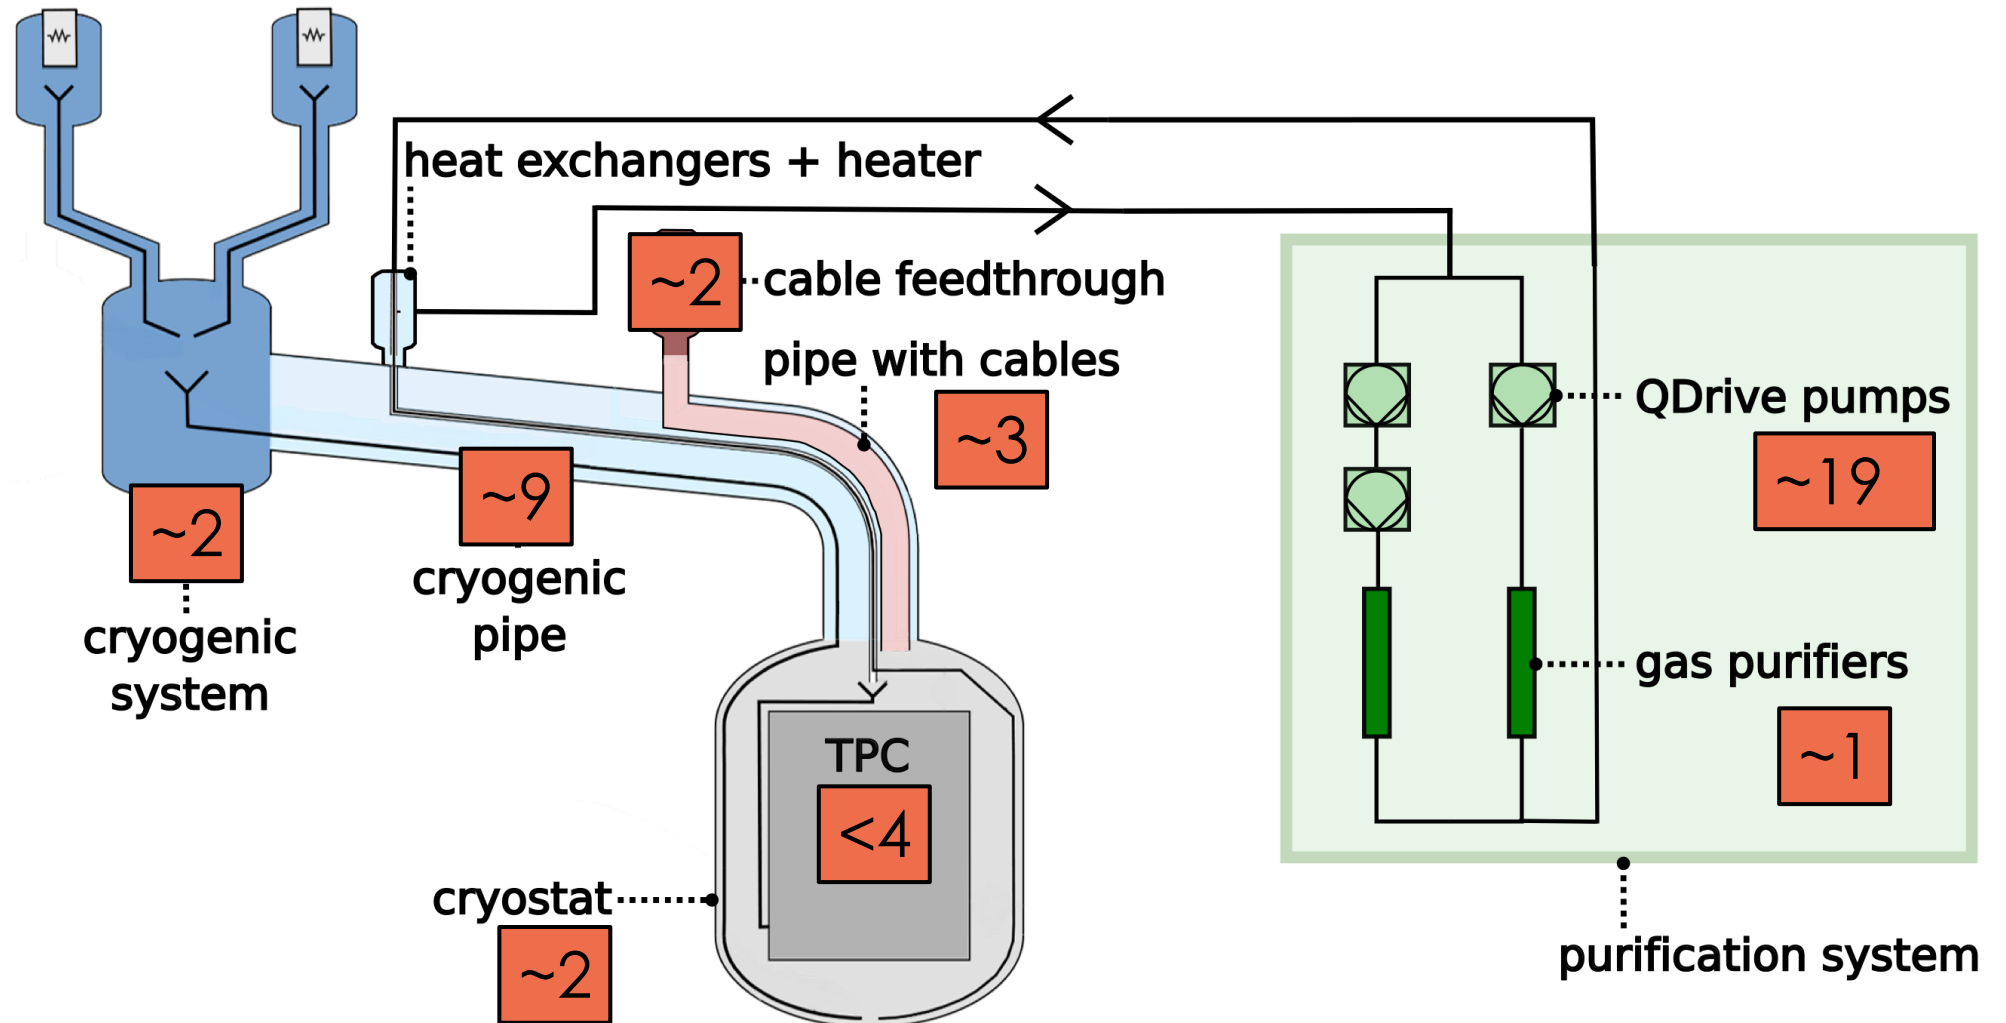 heat exchangers + heater
~2
cable feedthrough
pipe with cables
~3
QDrive pumps
~19
~9
cryogenic
pipe
~2
cryogenic
system
gas purifiers
~1
TPC
<4
cryostat
~2
purification system